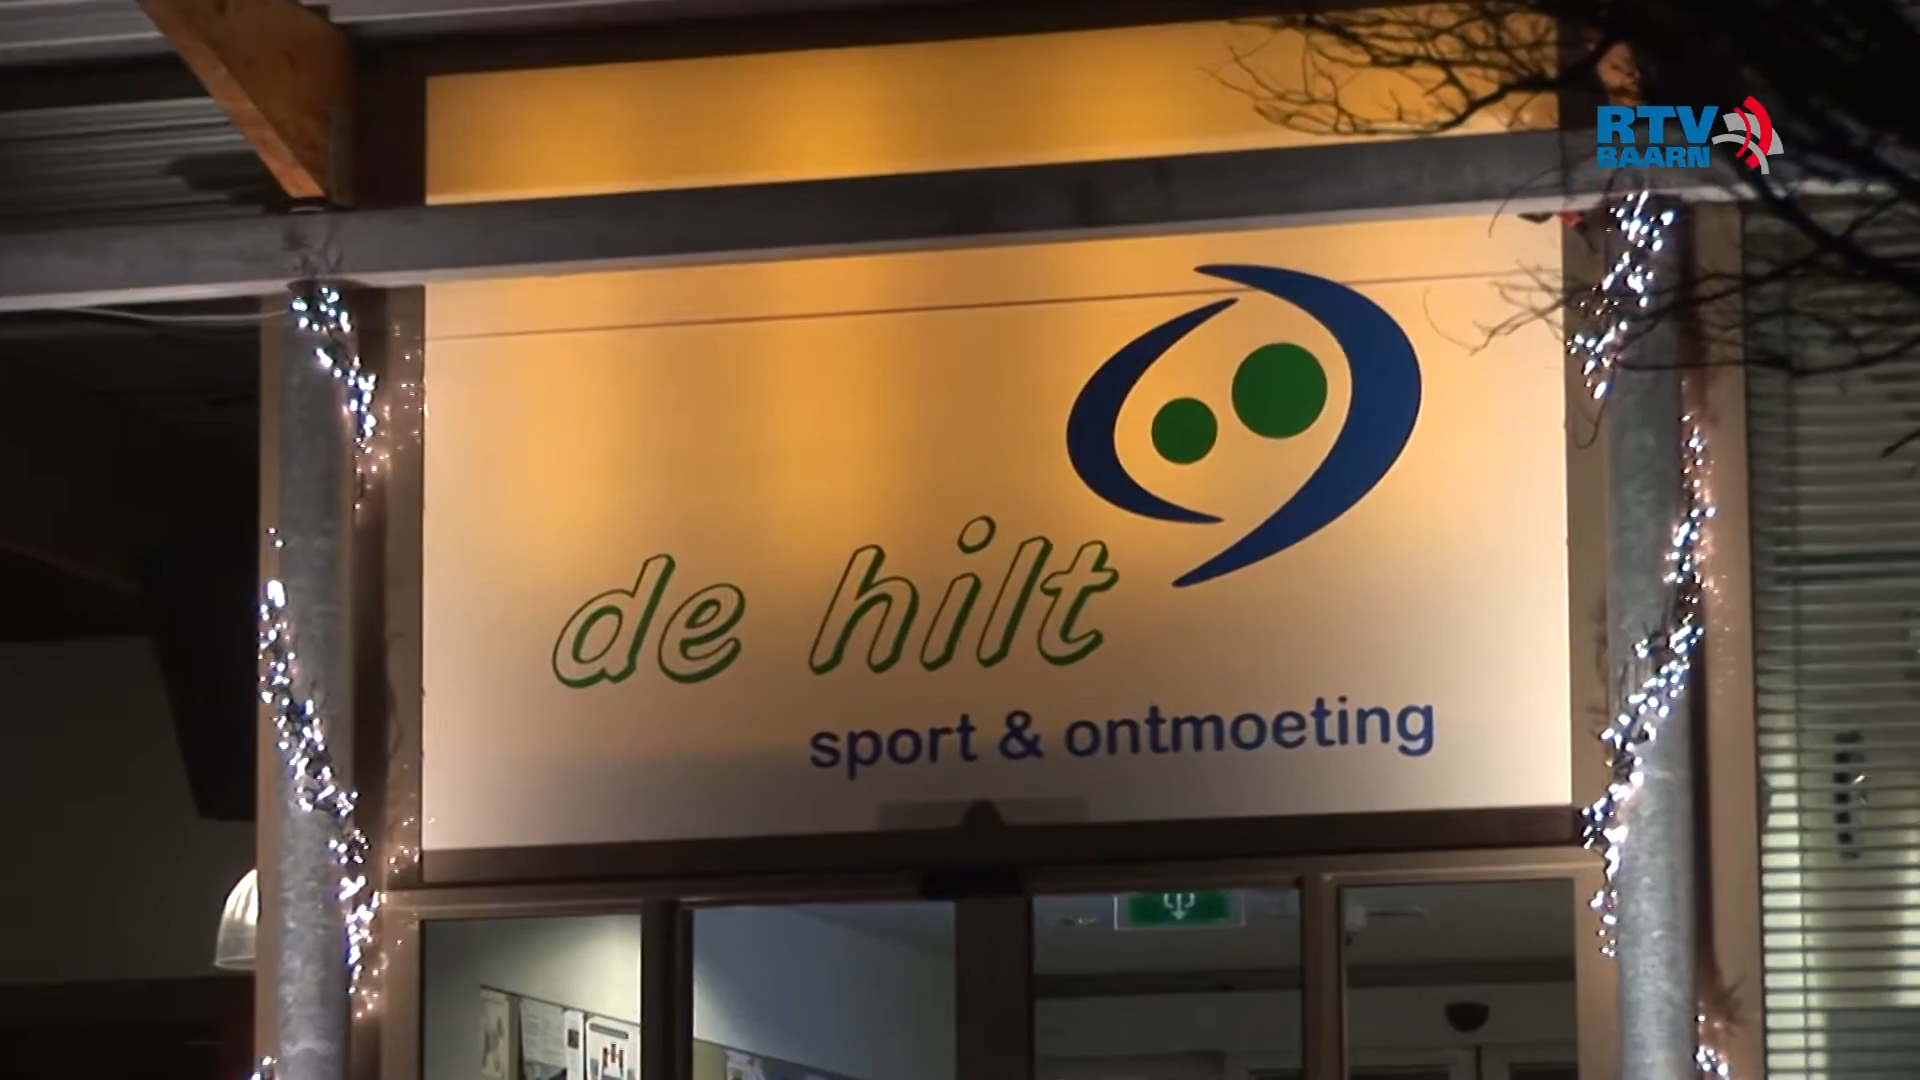 RTV
BAARN
de hilt
sport & ontmoeting